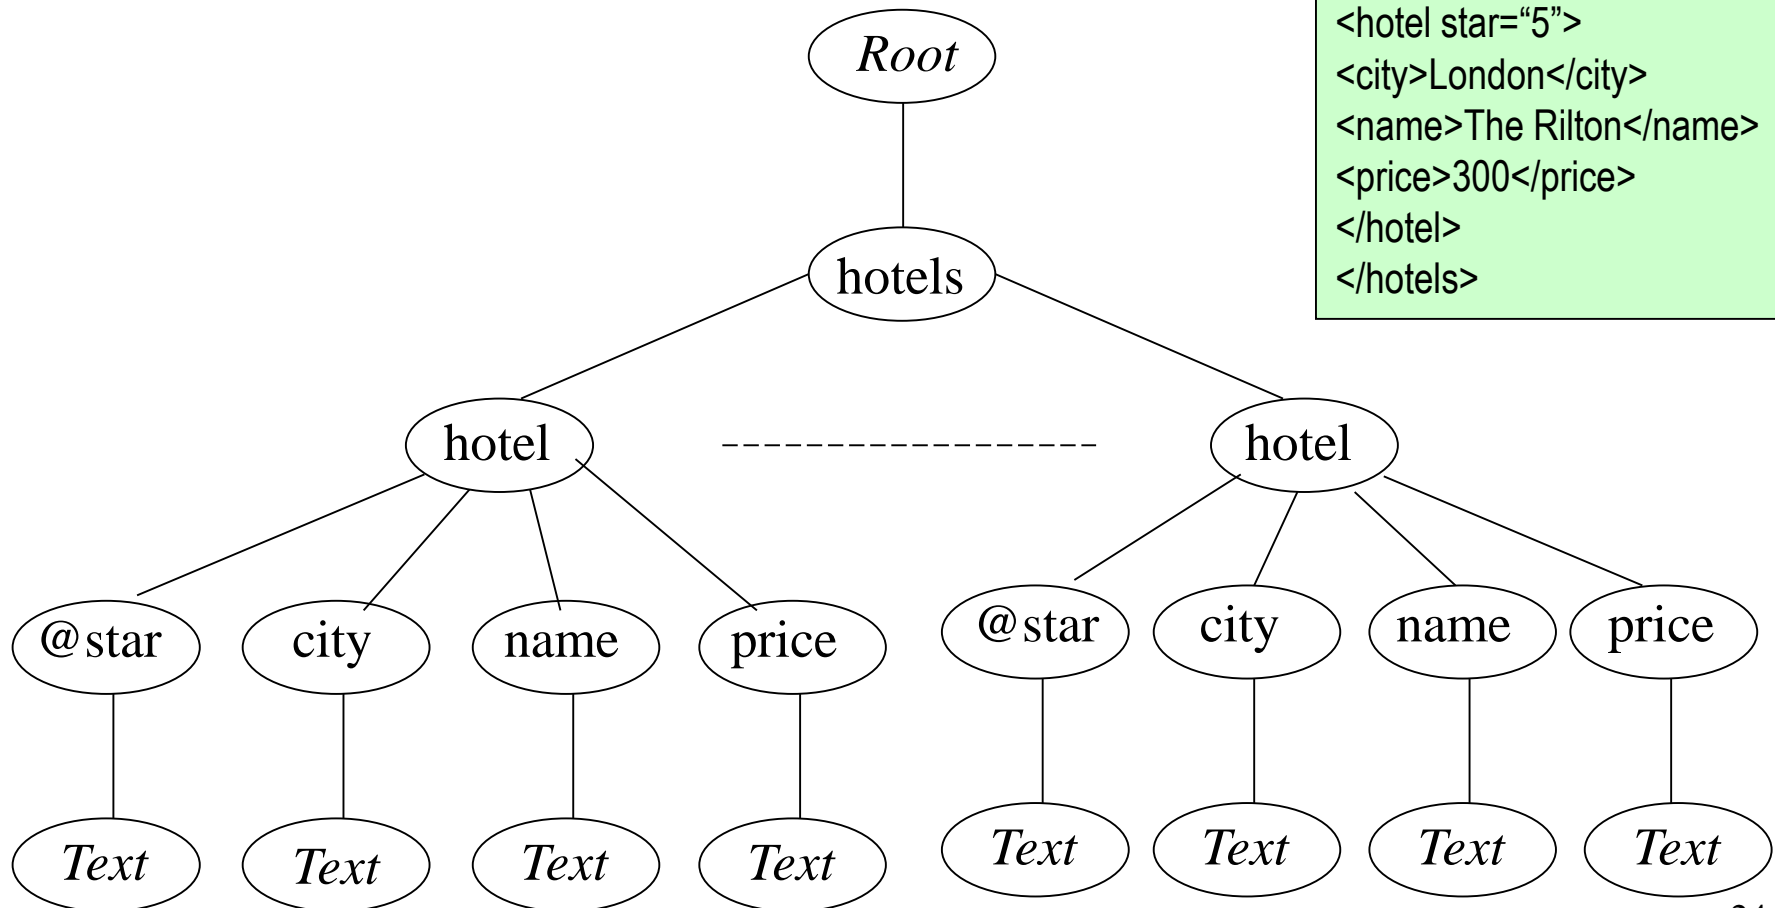 Root
<hotel star=“5”>
<city>London</city>
<name>The Rilton</name>
<price>300</price>
</hotel>
</hotels>
hotels
hotel
hotel
@star
city
name
price
@star
city
name
price
Text
Text
Text
Text
Text
Text
Text
Text